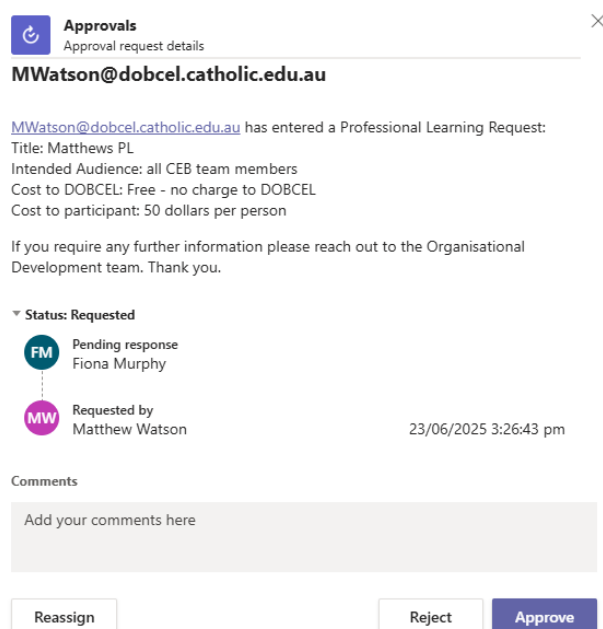 Approvals
Approval request details
MWatson@dobcel.catholic.edu.au
MWatson@dobcel.catholic.edu.au has entered a Professional Learning Request:
Title: Matthews PL
Intended Audience: all CEB team members
Cost to DOBCEL: Free - no charge to DOBCEL
Cost to participant: 50 dollars per person
If you require any further information please reach out to the Organisational
Development team. Thank you.
Status: Requested
FM
Pending response
Fiona Murphy
MW
Requested by
Matthew Watson
23/06/2025 3:26:43 pm
Comments
Add your comments here
Reassign
Reject
Approve